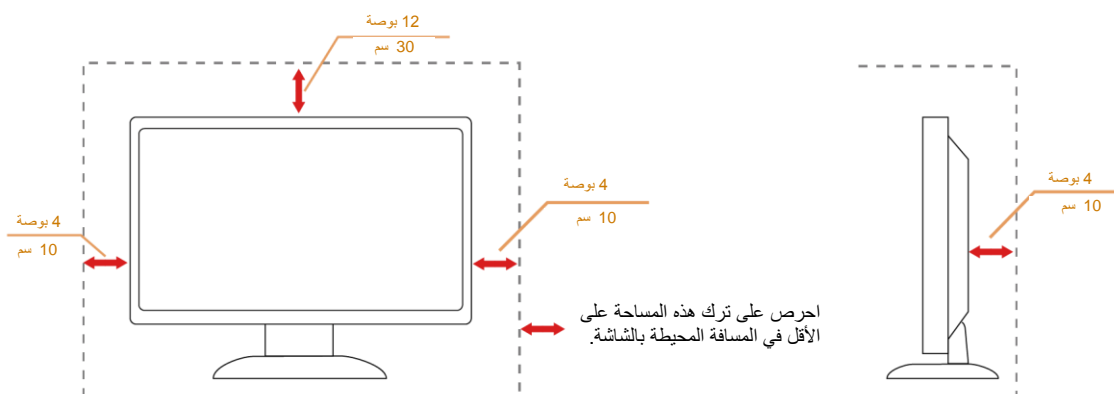 12 بوصة
30 سم
4 بوصة
10 سم
4 بوصة
10 سم
4 بوصة
10 سم
احرص على ترك هذه المساحة على
الأقل في المسافة المحيطة بالشاشة.